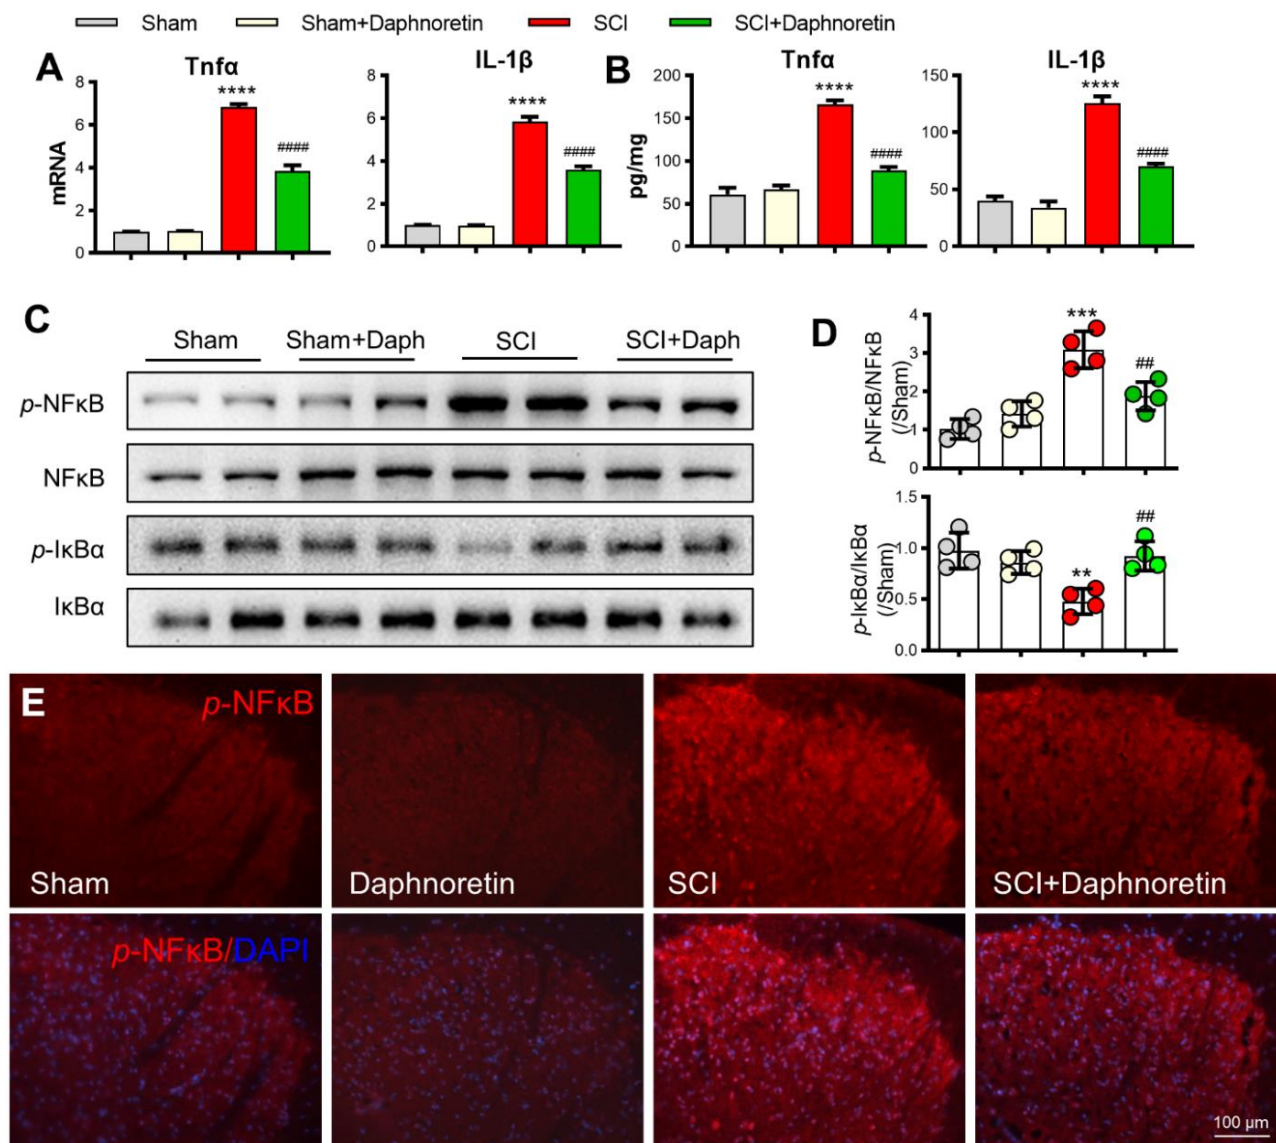 Sham Sham+Daphnoretin SCI SCI+Daphnoretin
A
Tnfα
mRNA
8
6
4
2
0
****
####
IL-1β
8
6
4
2
0
****
####
B
Tnfα
pg/mg
200
150
100
50
0
****
####
IL-1β
150
100
50
0
****
####
C
Sham Sham+Daph SCI SCI+Daph
p-NFκB
NFκB
p-IκBα
IκBα
D
p-NFκB/NFκB
(/Sham)
4
3
2
1
0
***
##
p-IκBα/IκBα
(/Sham)
1.5
1.0
0.5
0.0
**
##
E
p-NFκB
Sham Daphnoretin SCI SCI+Daphnoretin
p-NFκB/DAPI
100 µm